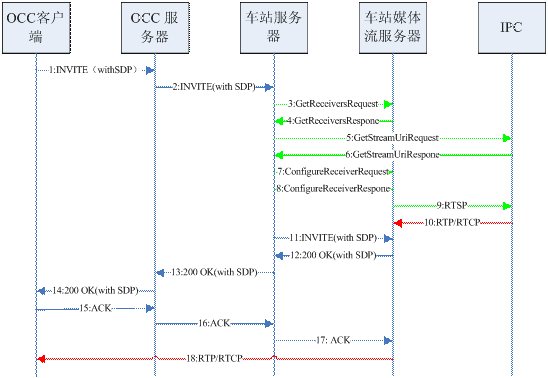 OCC客户
端
OCC 服
务器
车站服务
器
车站媒体
流服务器
IPC
1:INVITE（withSDP）
2:INVITE(with SDP)
3:GetReceiversRequest
4:GetReceiversRespone
5:GetStreamUriRequest
6:GetStreamUriRespone
7:ConfigureReceiverRequest
8:ConfigureReceiverRespone
9:RTSP
10:RTP/RTCP
11:INVITE(with SDP)
12:200 OK(with SDP)
13:200 OK(with SDP)
14:200 OK(with SDP)
15:ACK
16:ACK
17: ACK
18:RTP/RTCP